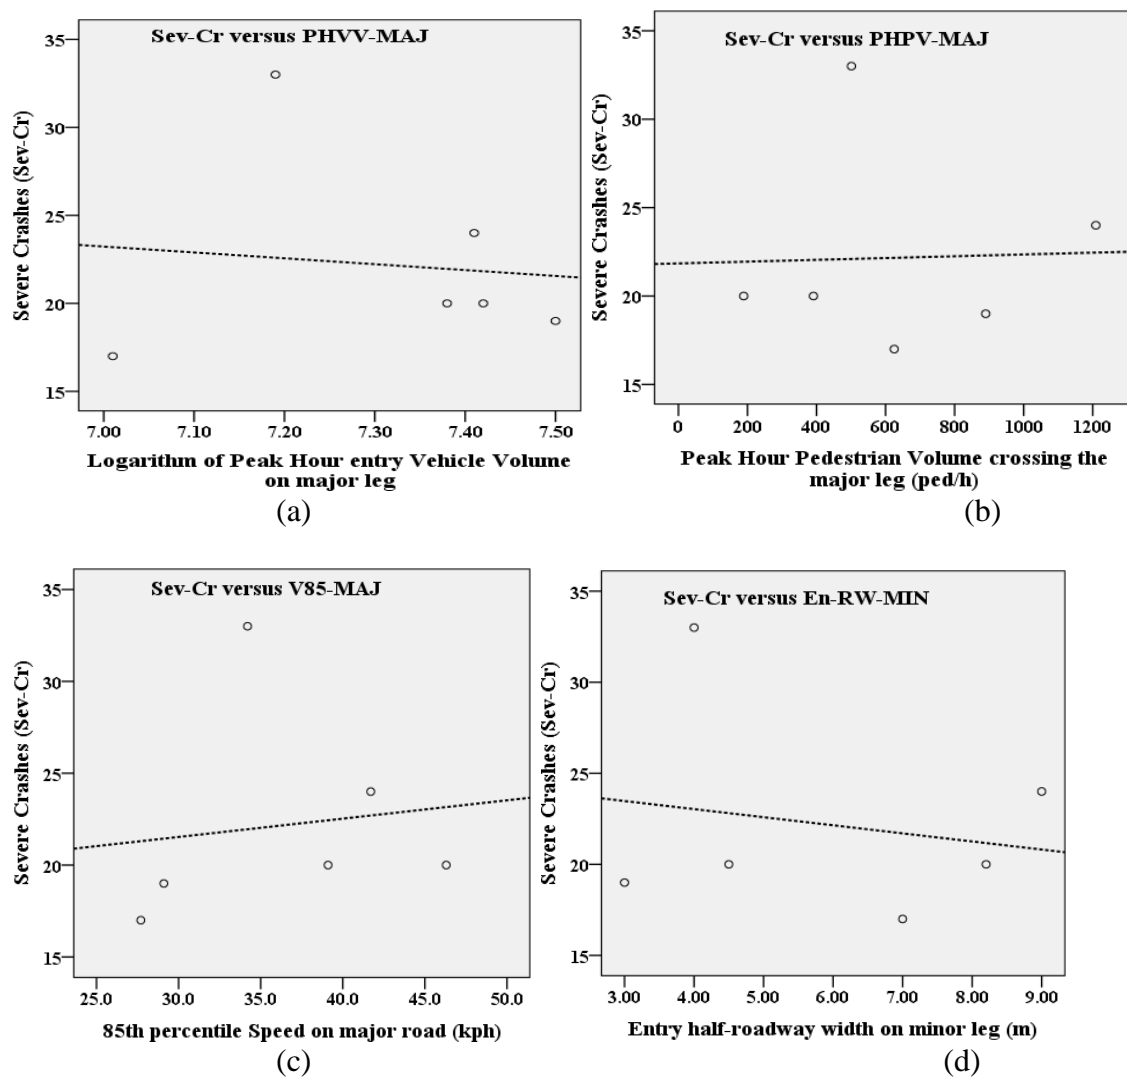 Sev-Cr versus PHVV-MAJ
Severe Crashes (Sev-Cr)
35
30
25
20
15
7.00 7.10 7.20 7.30 7.40 7.50
Logarithm of Peak Hour entry Vehicle Volume
on major leg
(a)
Sev-Cr versus PHPV-MAJ
Severe Crashes (Sev-Cr)
35
30
25
20
15
0 200 400 600 800 1000 1200
Peak Hour Pedestrian Volume crossing the
major leg (ped/h)
(b)
Sev-Cr versus V85-MAJ
Severe Crashes (Sev-Cr)
35
30
25
20
15
25.0 30.0 35.0 40.0 45.0 50.0
85th percentile Speed on major road (kph)
(c)
Sev-Cr versus En-RW-MIN
Severe Crashes (Sev-Cr)
35
30
25
20
15
3.00 4.00 5.00 6.00 7.00 8.00 9.00
Entry half-roadway width on minor leg (m)
(d)